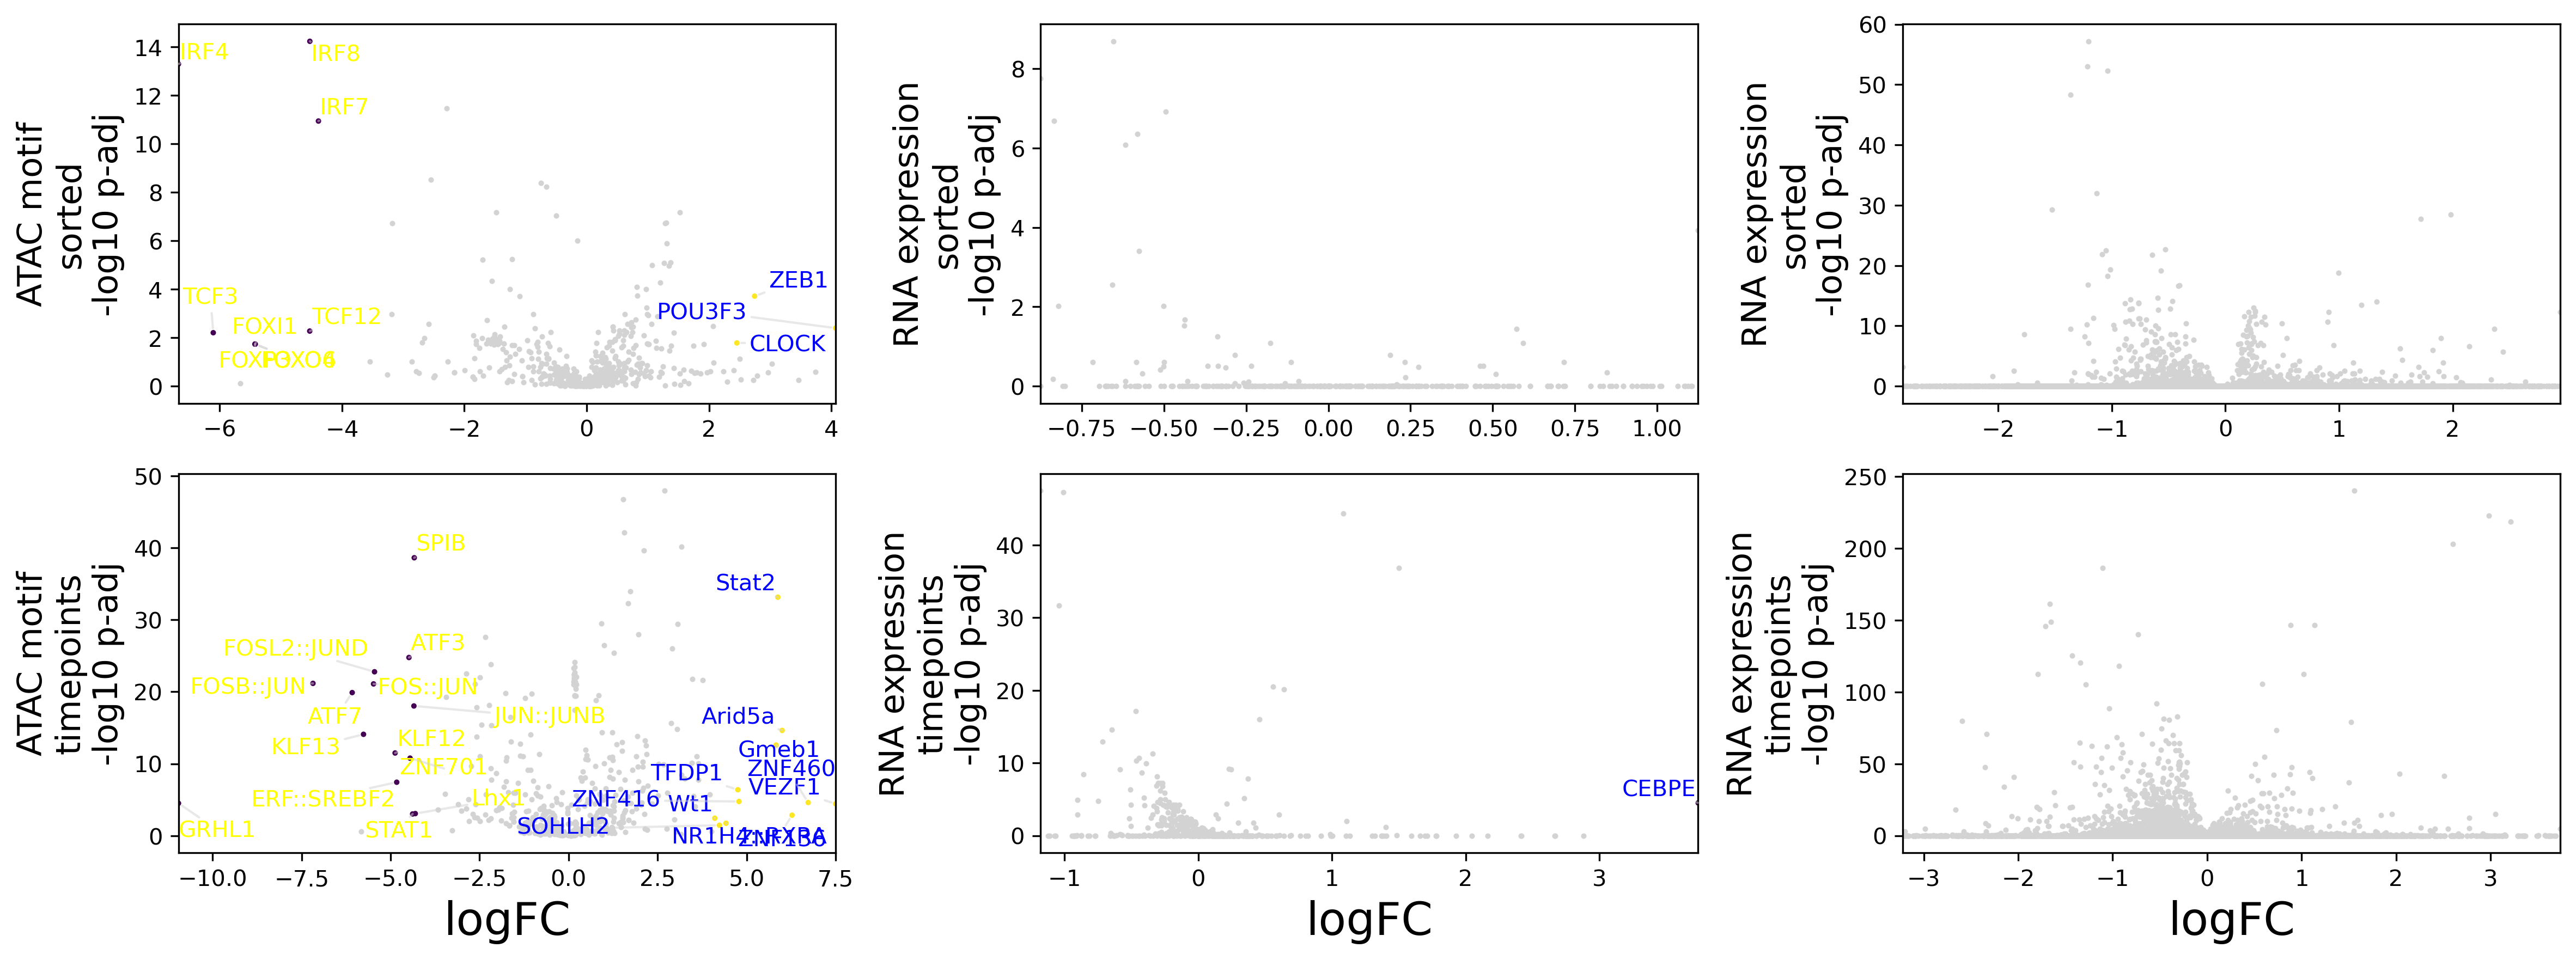 ATAC motif
sorted
-log10 p-adj
14
12
10
8
6
4
2
0
IRF4
IRF8
IRF7
TCF3
TCF12
FOXI1
FOXP3
FOXO6
ZEB1
POU3F3
CLOCK
−6
−4
−2
0
2
4
RNA expression
sorted
-log10 p-adj
8
6
4
2
0
−0.75
−0.50
−0.25
0.00
0.25
0.50
0.75
1.00
RNA expression
sorted
-log10 p-adj
60
50
40
30
20
10
0
−2
−1
0
1
2
ATAC motif
timepoints
-log10 p-adj
50
40
30
20
10
0
SPIB
Stat2
FOSL2::JUND
ATF3
FOSB::JUN
FOS::JUN
ATF7
JUN::JUNB
Arid5a
KLF13
KLF12
Gmeb1
ZNF701
TFDP1
ZNF460
VEZF1
ERF::SREBF2
Lhx1
ZNF416
Wt1
GRHL1
STAT1
SOHLH2
NR1H4::RXRA
ZNF136
−10.0
−7.5
−5.0
−2.5
0.0
2.5
5.0
7.5
logFC
RNA expression
timepoints
-log10 p-adj
40
30
20
10
0
CEBPE
−1
0
1
2
3
logFC
RNA expression
timepoints
-log10 p-adj
250
200
150
100
50
0
−3
−2
−1
0
1
2
3
logFC